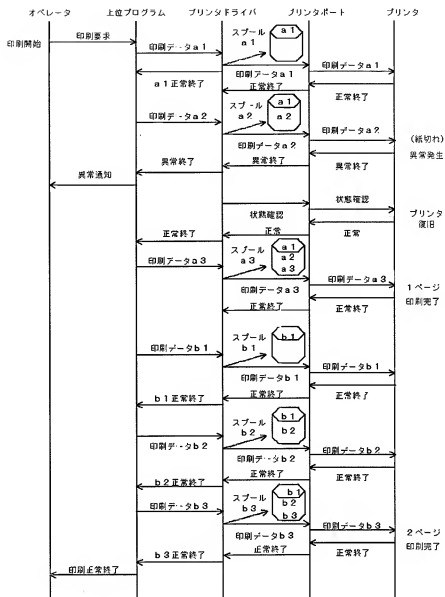 オペレータ 上位プログラム プリンタドライバ プリンタポート プリンタ
印刷開始
印刷要求
印刷データa1
スプール
a1
a1
印刷データa1
印刷データa1
正常終了
正常終了
a1正常終了
印刷データa2
スプール
a2
a1
a2
印刷データa2
印刷データa2
(紙切れ)
異常発生
異常終了
異常終了
異常終了
異常通知
状態確認
状態確認
プリンタ
復旧
正常
正常
正常終了
印刷データa3
スプール
a3
a1
a2
a3
印刷データa3
印刷データa3
1ページ
印刷完了
正常終了
正常終了
印刷データb1
スプール
b1
b1
印刷データb1
印刷データb1
正常終了
正常終了
b1正常終了
印刷データb2
スプール
b2
b1
b2
印刷データb2
印刷データb2
正常終了
正常終了
b2正常終了
印刷データb3
スプール
b3
b1
b2
b3
印刷データb3
印刷データb3
2ページ
印刷完了
正常終了
正常終了
b3正常終了
印刷正常終了